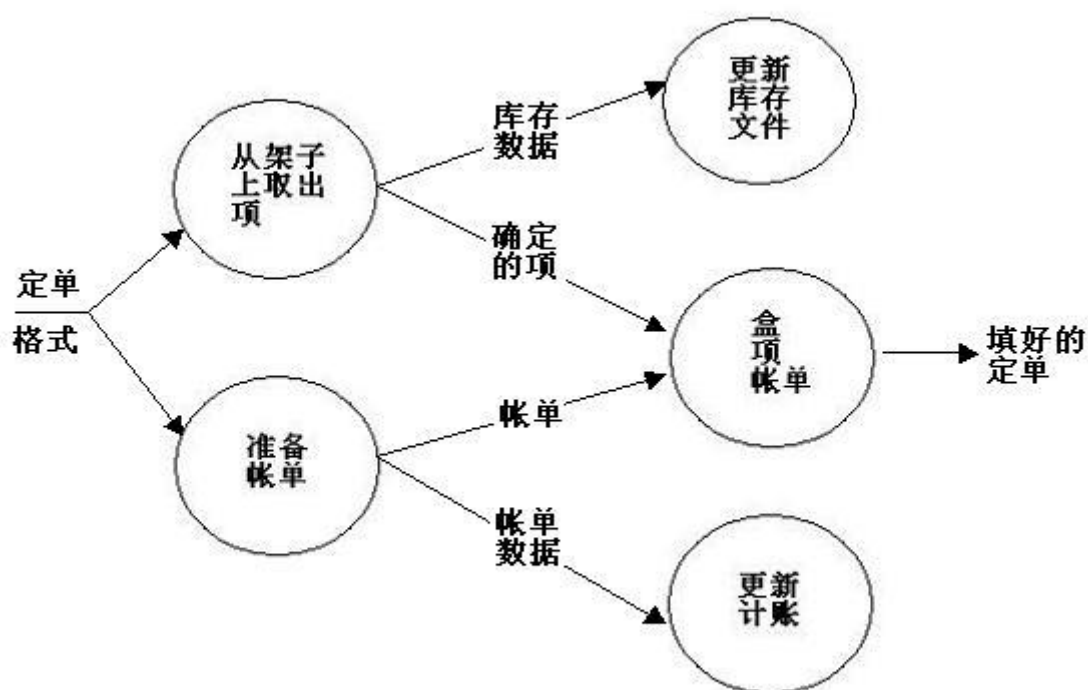 更新
库存
文件
库存
数据
从架子
上取出
项
确定
的项
定单
格式
盒
项
帐单
填好的
定单
帐单
准备
帐单
帐单
数据
更新
计账